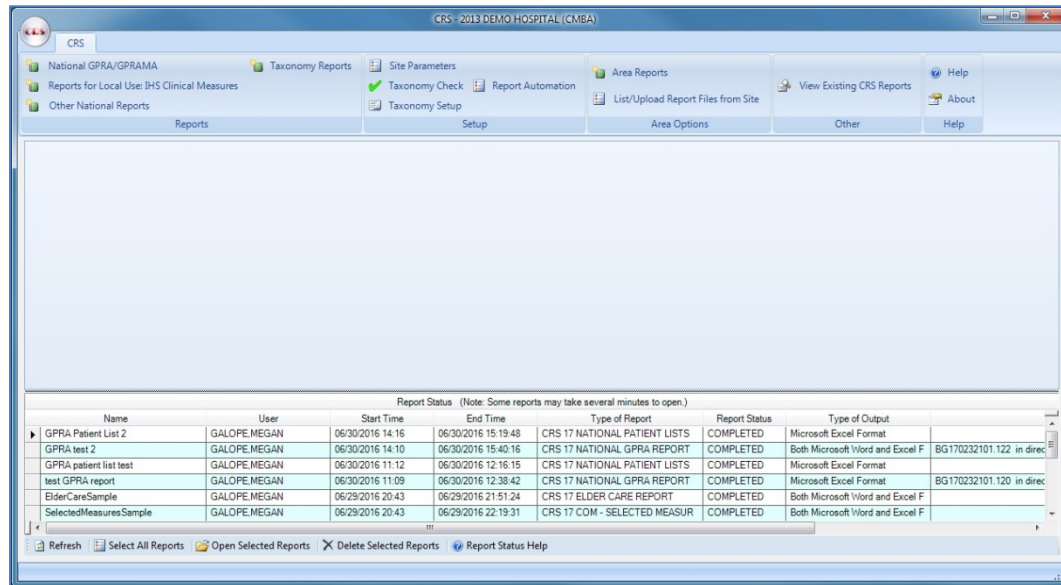 CRS - 2013 DEMO HOSPITAL (CMBA)
CRS
CRS
National GPRA/GPRAMA Taxonomy Reports
Reports for Local Use: IHS Clinical Measures
Other National Reports
Reports
Site Parameters
Taxonomy Check Report Automation
Taxonomy Setup
Setup
Area Reports
List/Upload Report Files from Site
Area Options
View Existing CRS Reports
Other
Help
About
Help
Report Status (Note: Some reports may take several minutes to open.)
Name User Start Time End Time Type of Report Report Status Type of Output
GPRA Patient List 2 GALOPE,MEGAN 06/30/2016 14:16 06/30/2016 15:19:48 CRS 17 NATIONAL PATIENT LISTS COMPLETED Microsoft Excel Format
GPRA test 2 GALOPE,MEGAN 06/30/2016 14:10 06/30/2016 15:40:16 CRS 17 NATIONAL GPRA REPORT COMPLETED Both Microsoft Word and Excel F BG170232101.122 in direc
GPRA patient list test GALOPE,MEGAN 06/30/2016 11:12 06/30/2016 12:16:15 CRS 17 NATIONAL PATIENT LISTS COMPLETED Microsoft Excel Format
test GPRA report GALOPE,MEGAN 06/30/2016 11:09 06/30/2016 12:38:42 CRS 17 NATIONAL GPRA REPORT COMPLETED Microsoft Excel Format BG170232101.120 in direc
ElderCareSample GALOPE,MEGAN 06/29/2016 20:43 06/29/2016 21:51:24 CRS 17 ELDER CARE REPORT COMPLETED Both Microsoft Word and Excel F
SelectedMeasuresSample GALOPE,MEGAN 06/29/2016 20:43 06/29/2016 22:19:31 CRS 17 COM - SELECTED MEASUR COMPLETED Both Microsoft Word and Excel F
Refresh Select All Reports Open Selected Reports Delete Selected Reports Report Status Help